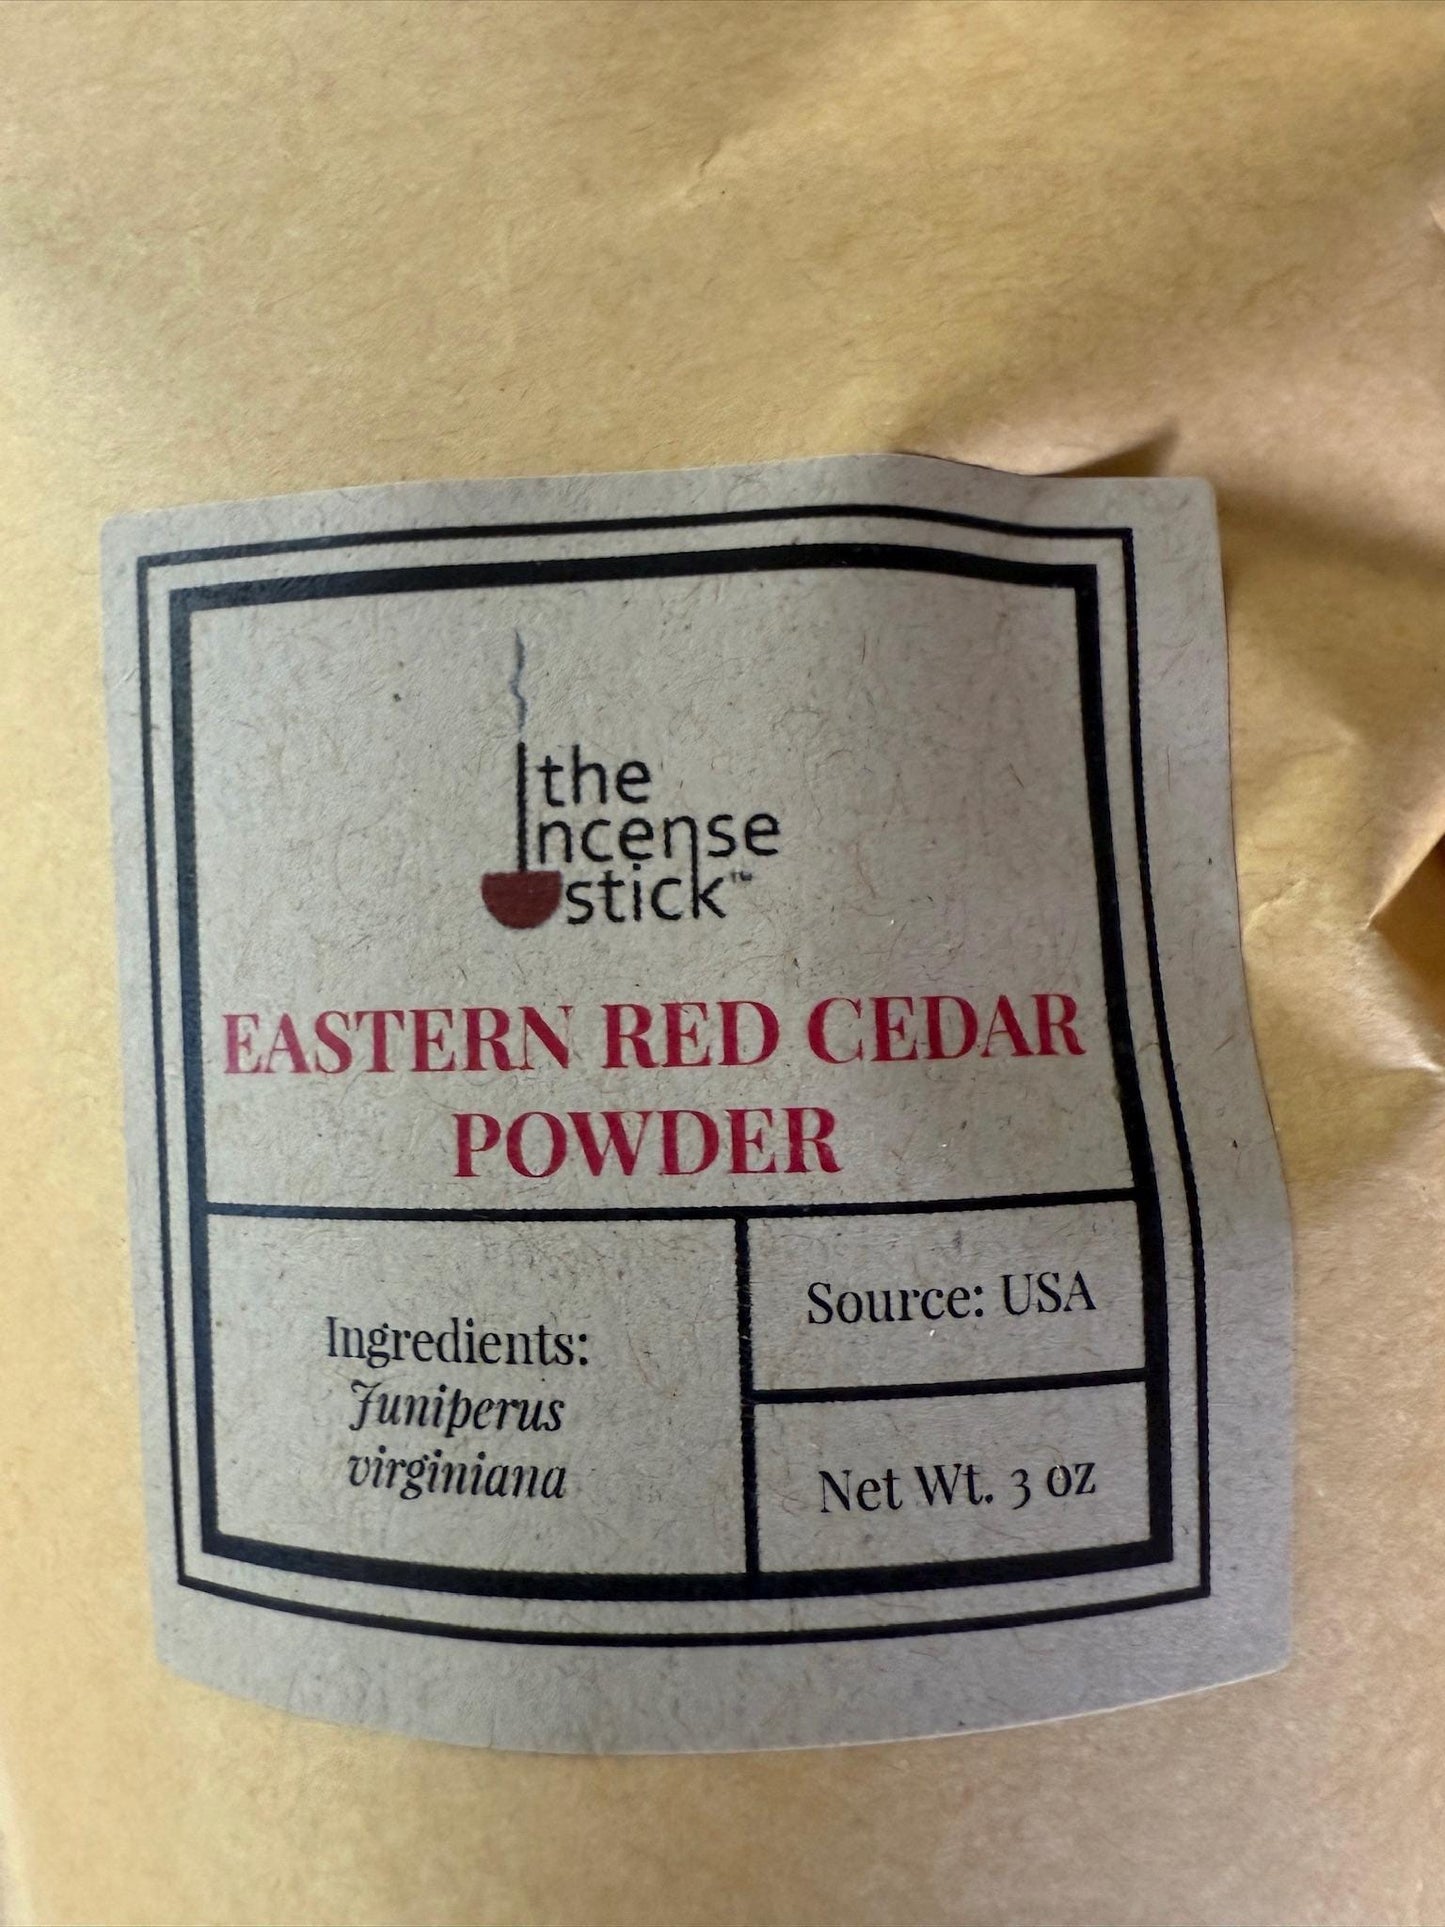 the
Incense
stick™
EASTERN RED CEDAR
POWDER
Ingredients:
Juniperus
virginiana
Source: USA
Net Wt. 3 oz